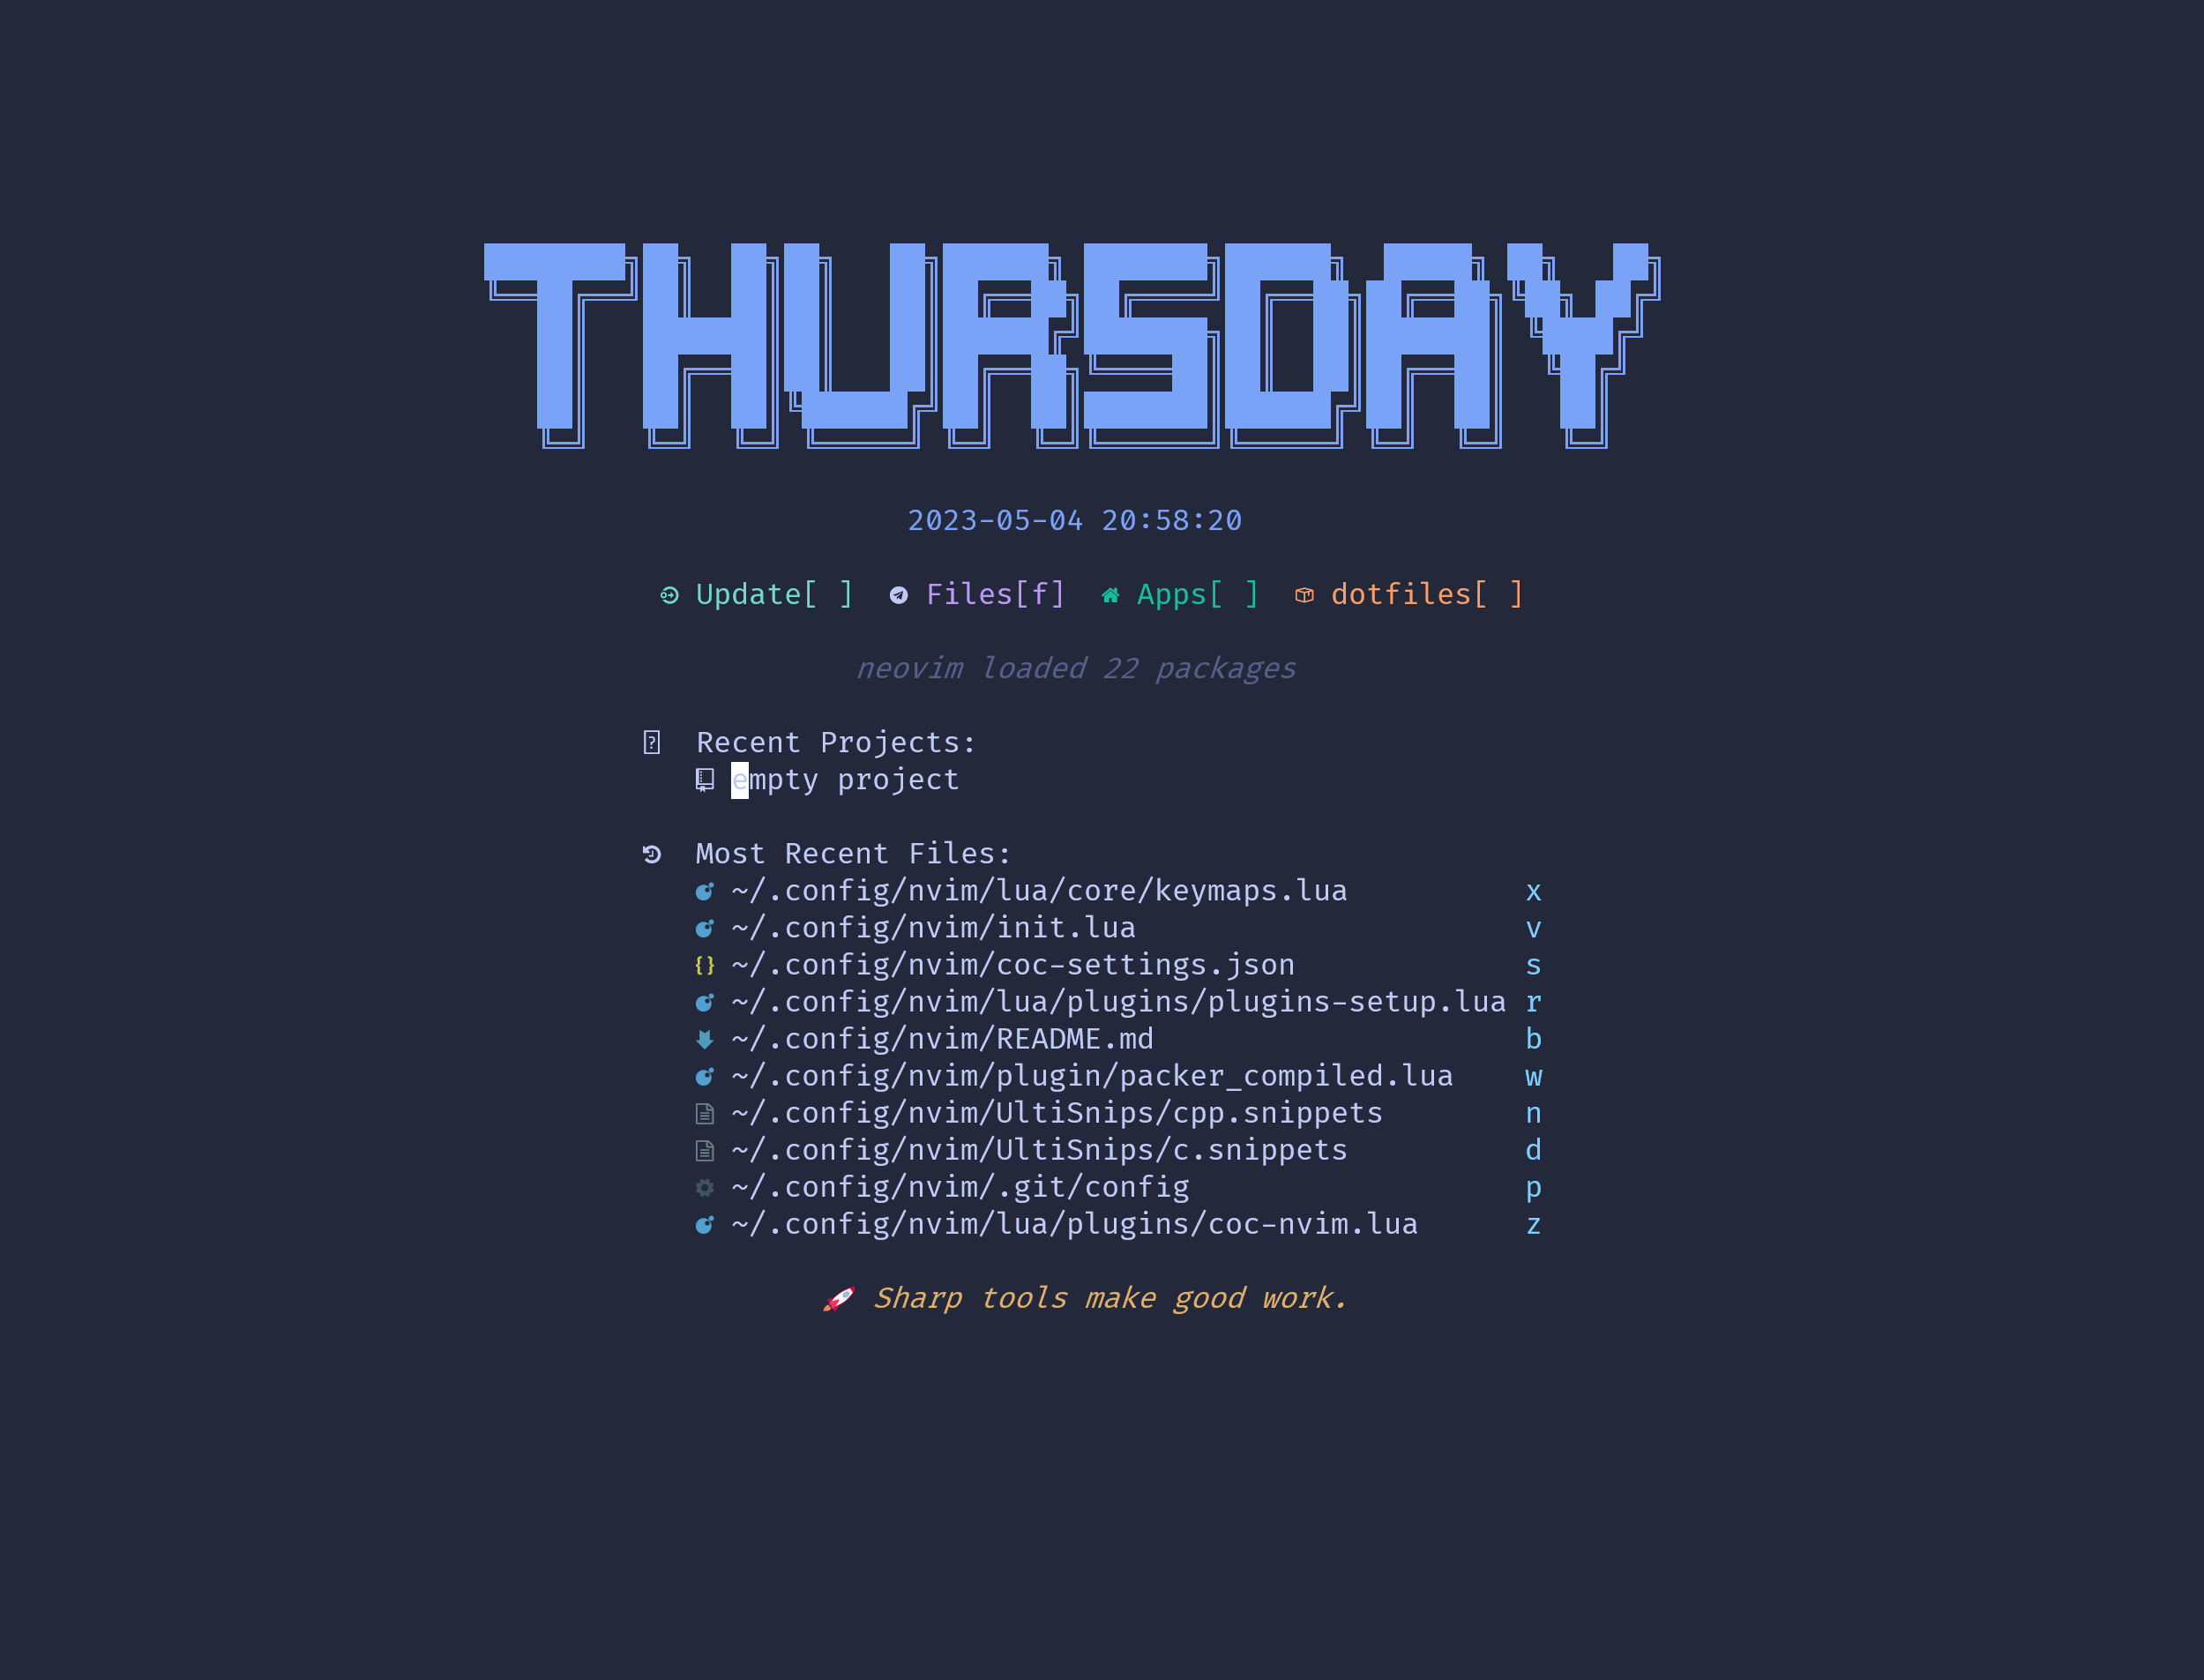 THURSDAY
2023-05-04 20:58:20
Update[ ] Files[f] Apps[ ] dotfiles[ ]
neovim loaded 22 packages
Recent Projects:
empty project
Most Recent Files:
~/.config/nvim/lua/core/keymaps.lua x
~/.config/nvim/init.lua v
~/.config/nvim/coc-settings.json s
~/.config/nvim/lua/plugins/plugins-setup.lua r
~/.config/nvim/README.md b
~/.config/nvim/plugin/packer_compiled.lua w
~/.config/nvim/UltiSnips/cpp.snippets n
~/.config/nvim/UltiSnips/c.snippets d
~/.config/nvim/.git/config p
~/.config/nvim/lua/plugins/coc-nvim.lua z
🚀 Sharp tools make good work.